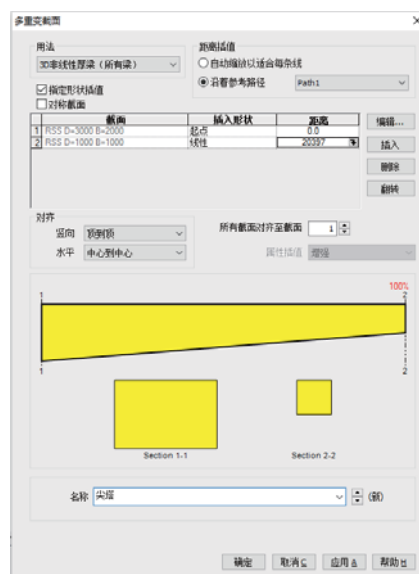 多重变截面
用法
3D非线性厚梁（所有梁）
距离插值
自动缩放以适合每条线
沿着参考路径 Path1
指定形状插值
对称截面
截面 插入形状 距离
1 RSS D=3000 B=2000 起点 0.0
2 RSS D=1000 B=1000 线性 20397
编辑...
插入
删除
翻转
对齐
竖向 顶到顶
水平 中心到中心
所有截面对齐至截面 1
属性插值 增强
100%
1 2
1 2
Section 1-1 Section 2-2
名称 尖塔 (新)
确定 取消 C 应用 A 帮助 H